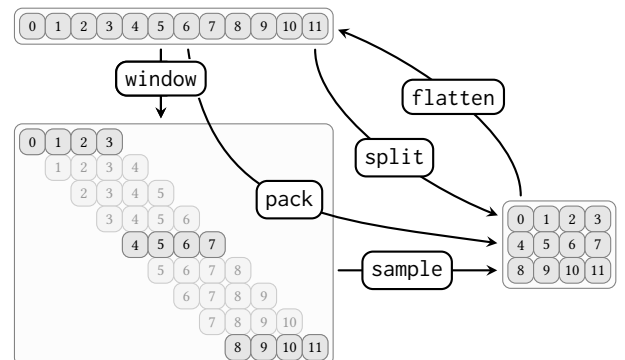 0 1 2 3 4 5 6 7 8 9 10 11
window
flatten
0 1 2 3
1 2 3 4
split
2 3 4 5
pack
3 4 5 6
0 1 2 3
4 5 6 7
4 5 6 7
5 6 7 8
sample
8 9 10 11
6 7 8 9
7 8 9 10
8 9 10 11